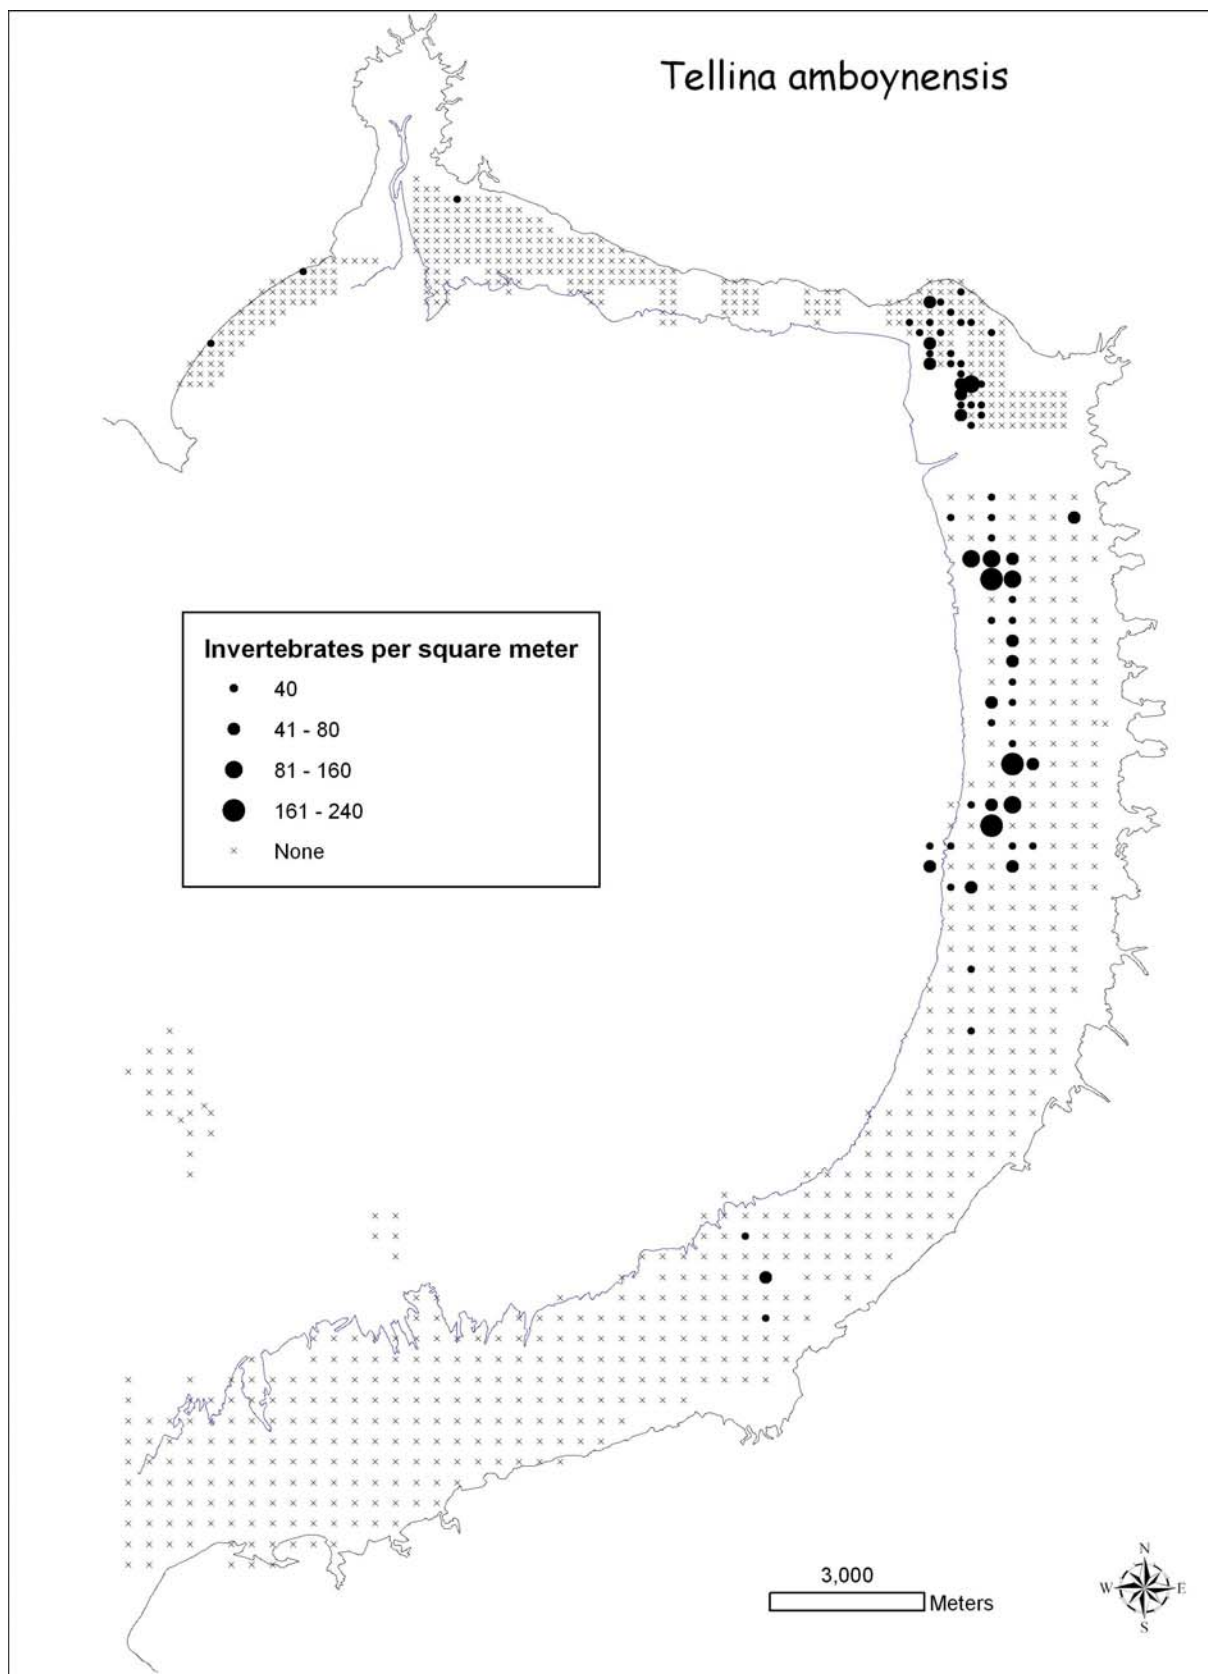 Tellina amboynensis
Invertebrates per square meter
40
41 - 80
81 - 160
161 - 240
None
3,000
Meters
N
W E
S